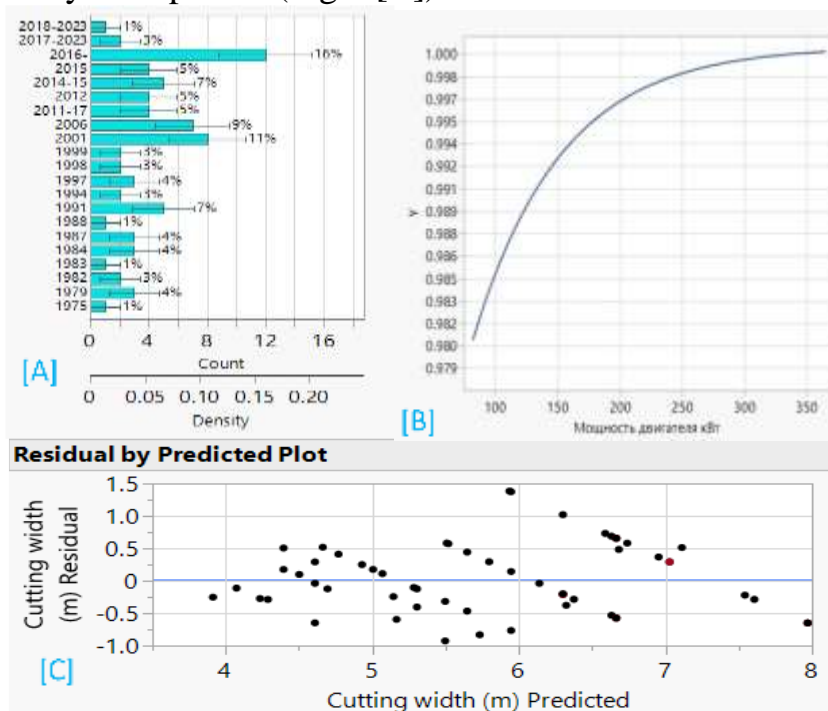 2018-2023 1%
2017-2023 3%
2016- 16%
2015 5%
2014-15 7%
2012 5%
2011-17 5%
2006 9%
2001 11%
1999 3%
1998 3%
1997 4%
1994 3%
1991 7%
1988 1%
1987 4%
1984 4%
1983 1%
1982 3%
1979 4%
1975 1%
0 4 8 12 16
Count
[A]
0 0.05 0.10 0.15 0.20
Density
1.000
0.998
0.997
0.995
0.994
0.992
0.991
0.989
0.988
0.986
0.985
0.983
0.982
0.980
0.979
y
100 150 200 250 300 350
Мощность двигателя кВт
[B]
Residual by Predicted Plot
1.5
1.0
0.5
0
-0.5
-1.0
Cutting width
(m) Residual
4 5 6 7 8
[C]
Cutting width (m) Predicted